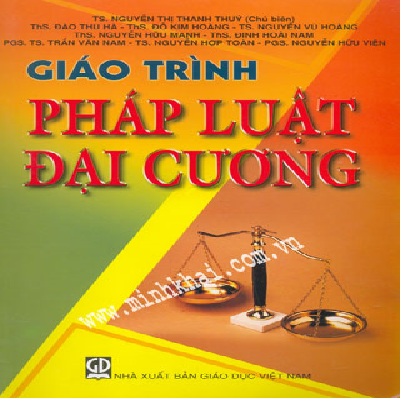 TS. NGUYỄN THỊ THANH THUỶ (Chủ biên)
ThS. ĐÀO THU HÀ - ThS. ĐỖ KIM HOÀNG - TS. NGUYỄN VŨ HOÀNG
ThS. NGUYỄN HỮU MẠNH - ThS. ĐINH HOÀI NAM
PGS. TS. TRẦN VĂN NAM - TS. NGUYỄN HỢP TOÀN - PGS. NGUYỄN HỮU VIỆN
GIÁO TRÌNH
PHÁP LUẬT
ĐẠI CƯƠNG
www.minhkhai.com.vn
GD
NHÀ XUẤT BẢN GIÁO DỤC VIỆT NAM